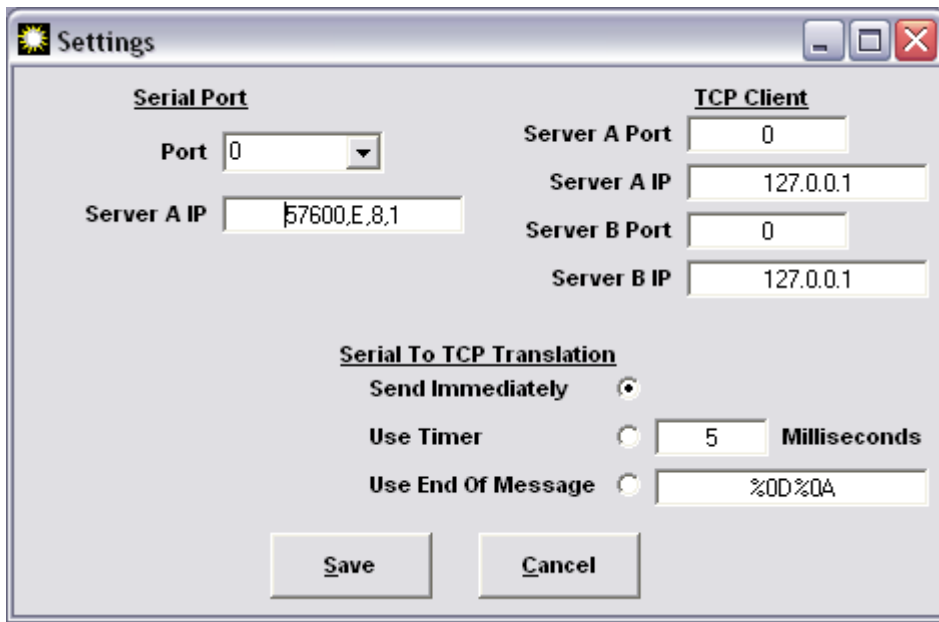 Settings
Serial Port
Port 0
Server A IP 57600,E,8,1
TCP Client
Server A Port 0
Server A IP 127.0.0.1
Server B Port 0
Server B IP 127.0.0.1
Serial To TCP Translation
Send Immediately
Use Timer 5 Milliseconds
Use End Of Message %0D%0A
Save Cancel